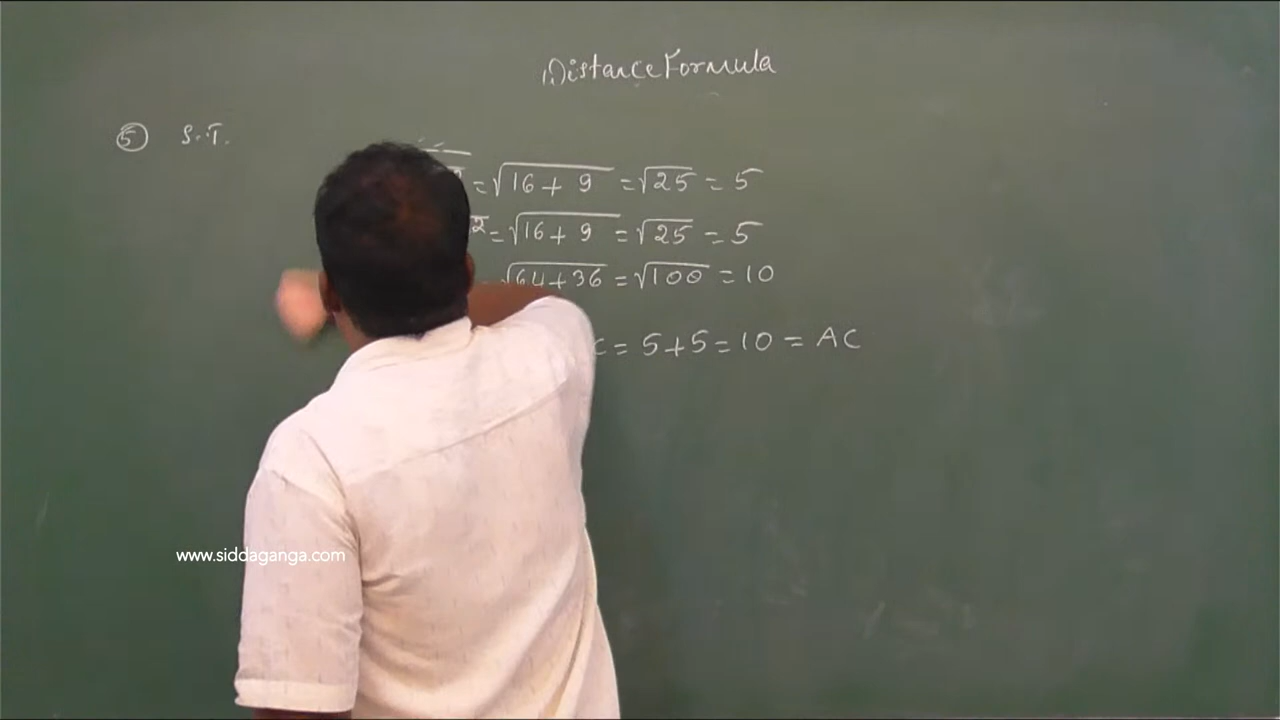 Distance Formula
5 S.T.
= √16 + 9 = √25 = 5
2 = √16 + 9 = √25 = 5
= √64 + 36 = √100 = 10
C = 5 + 5 = 10 = AC
www.siddaganga.com